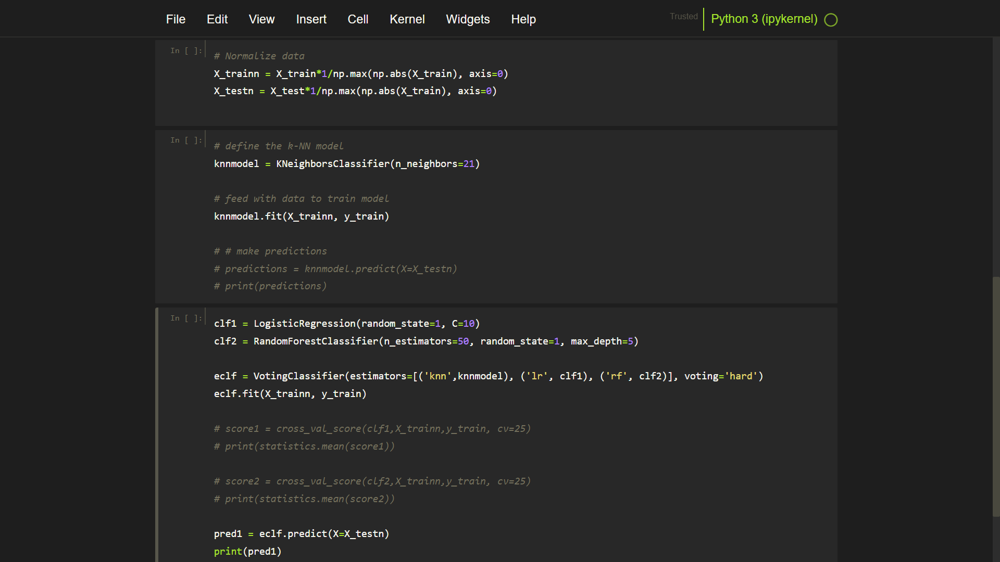 File Edit View Insert Cell Kernel Widgets Help Trusted Python 3 (ipykernel)
In [ ]:
# Normalize data
X_trainn = X_train*1/np.max(np.abs(X_train), axis=0)
X_testn = X_test*1/np.max(np.abs(X_train), axis=0)
In [ ]:
# define the k-NN model
knnmodel = KNeighborsClassifier(n_neighbors=21)
# feed with data to train model
knnmodel.fit(X_trainn, y_train)
# # make predictions
# predictions = knnmodel.predict(X=X_testn)
# print(predictions)
In [ ]:
clf1 = LogisticRegression(random_state=1, C=10)
clf2 = RandomForestClassifier(n_estimators=50, random_state=1, max_depth=5)
eclf = VotingClassifier(estimators=[('knn',knnmodel), ('lr', clf1), ('rf', clf2)], voting='hard')
eclf.fit(X_trainn, y_train)
# score1 = cross_val_score(clf1,X_trainn,y_train, cv=25)
# print(statistics.mean(score1))
# score2 = cross_val_score(clf2,X_trainn,y_train, cv=25)
# print(statistics.mean(score2))
pred1 = eclf.predict(X=X_testn)
print(pred1)